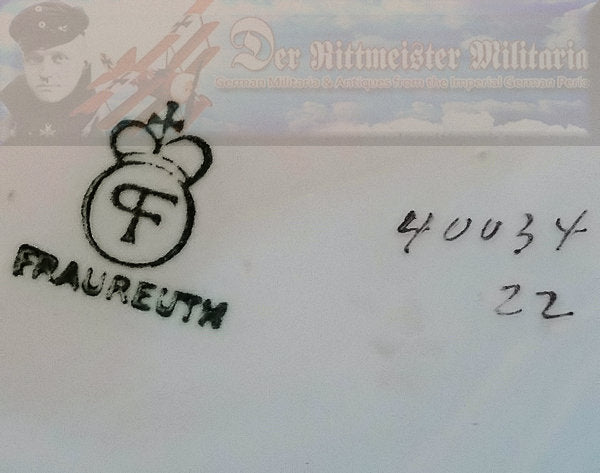 Der Rittmeister Militaria
German Militaria & Antiques from the Imperial German Perio
F
FRAUREUTH
40034
22